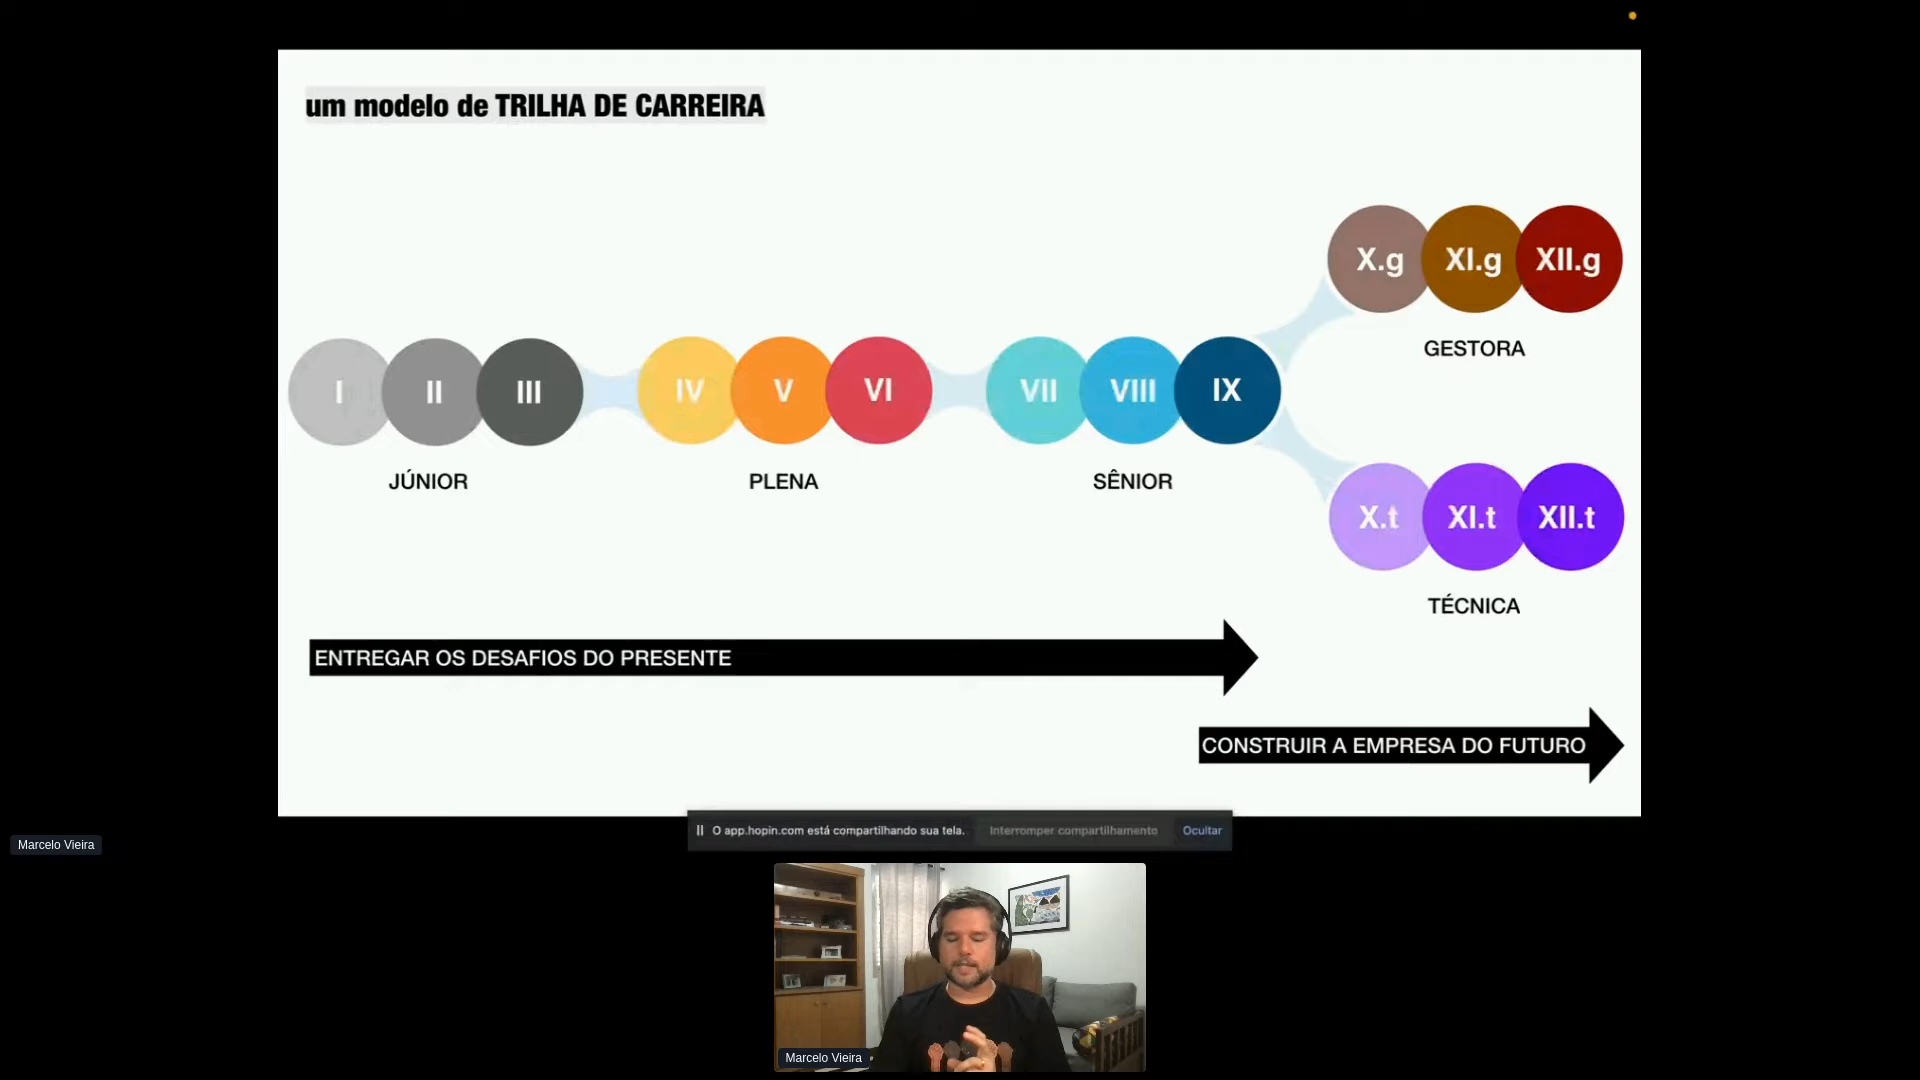 um modelo de TRILHA DE CARREIRA
X.g XI.g XII.g
GESTORA
I II III IV V VI VII VIII IX
JÚNIOR PLENA SÊNIOR
X.t XI.t XII.t
TÉCNICA
ENTREGAR OS DESAFIOS DO PRESENTE
CONSTRUIR A EMPRESA DO FUTURO
O app.hopin.com está compartilhando sua tela. Interromper compartilhamento Ocultar
Marcelo Vieira
Marcelo Vieira